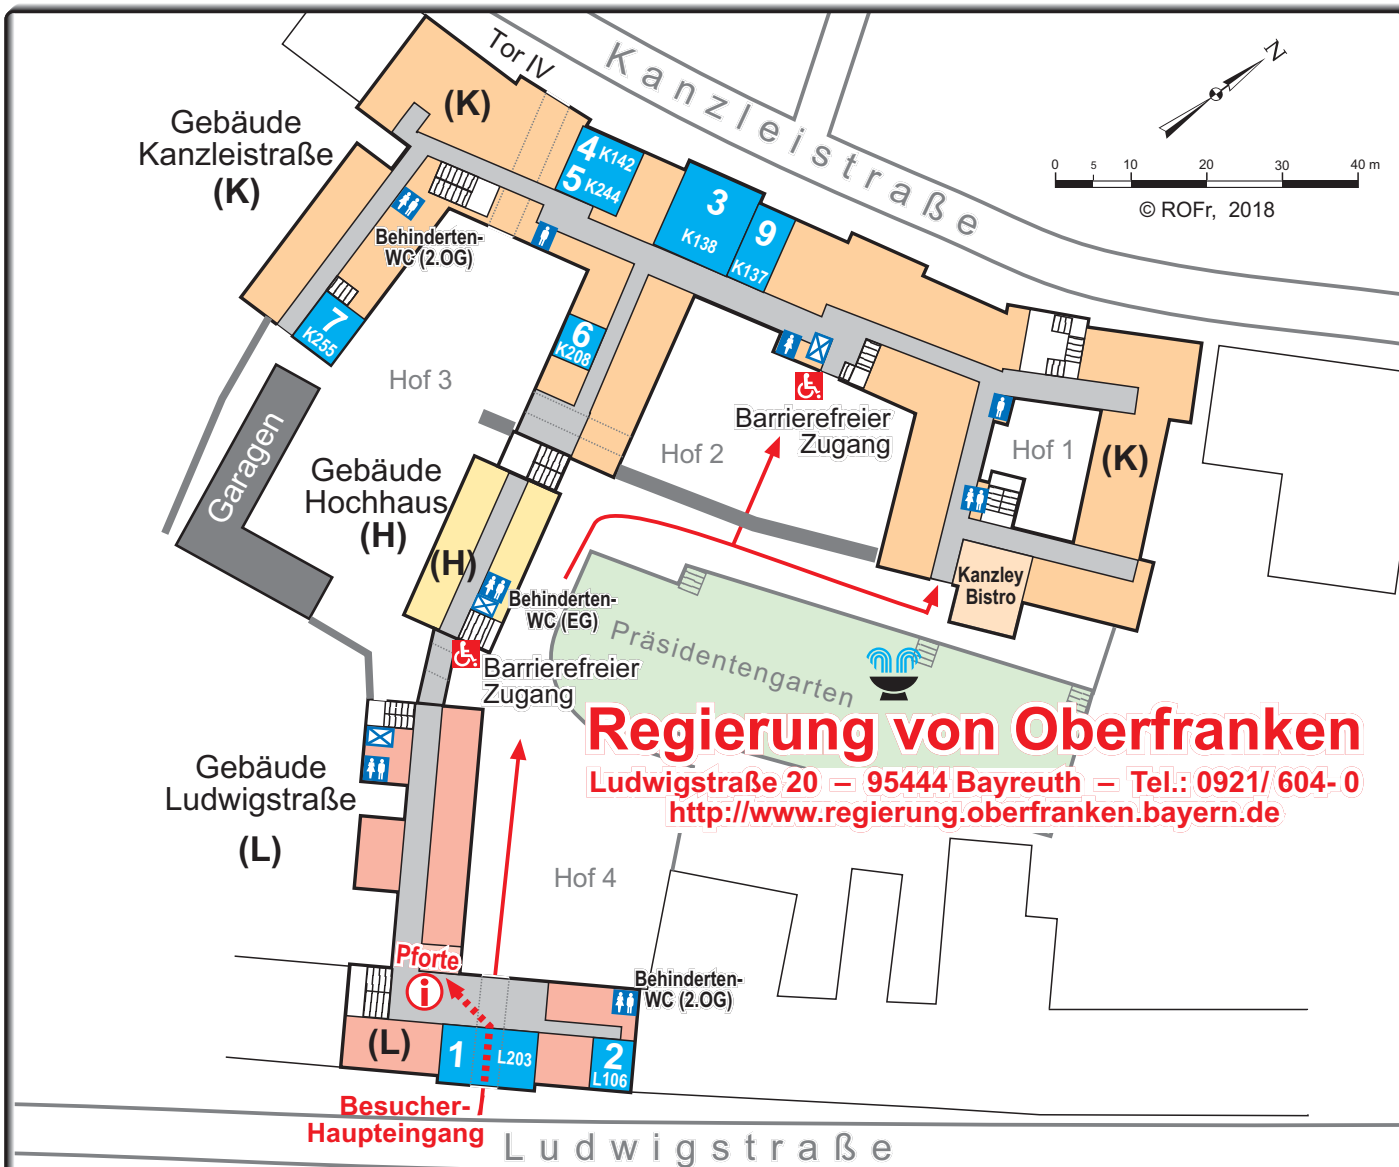 Tor IV
Kanzleistraße
N
0 5 10 20 30 40 m
© ROFr, 2018
Gebäude
Kanzleistraße
(K)
(K)
4 K142
5 K244
3
K138
9
K137
Behinderten-
WC (2.OG)
7
K255
6
K208
Hof 3
Barrierefreier
Zugang
Hof 2
Hof 1
(K)
Garagen
Gebäude
Hochhaus
(H)
(H)
Behinderten-
WC (EG)
Kanzley
Bistro
Präsidentengarten
Barrierefreier
Zugang
Regierung von Oberfranken
Ludwigstraße 20 – 95444 Bayreuth – Tel.: 0921/ 604- 0
http://www.regierung.oberfranken.bayern.de
Gebäude
Ludwigstraße
(L)
Hof 4
Pforte
i
Behinderten-
WC (2.OG)
(L)
1 L203
2
L106
Besucher-
Haupteingang
Ludwigstraße